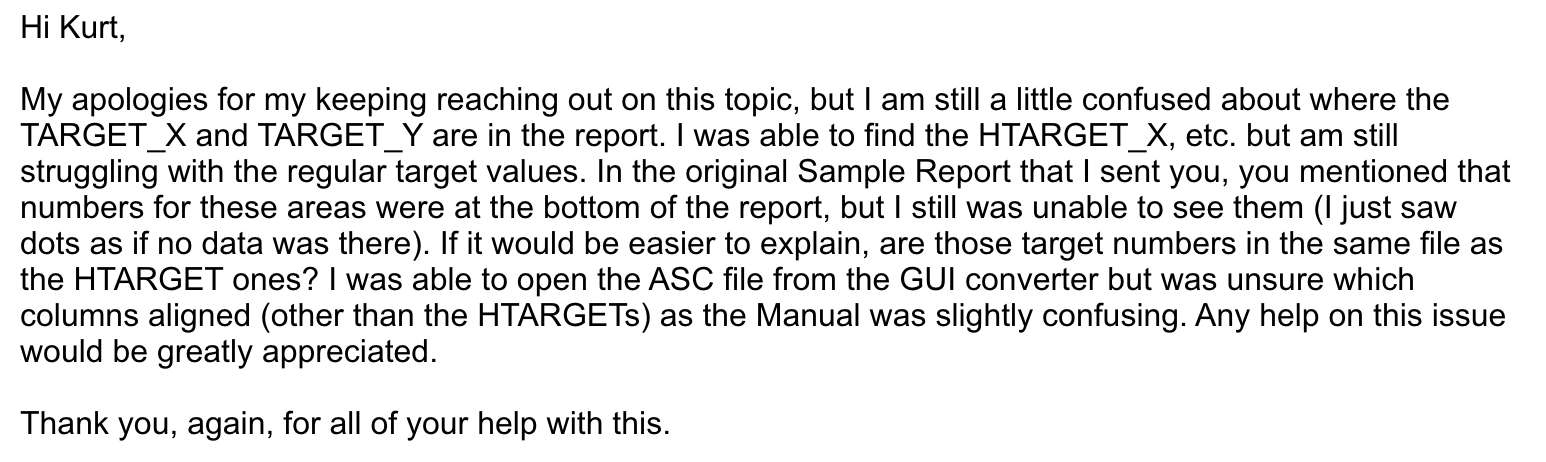 Hi Kurt,
My apologies for my keeping reaching out on this topic, but I am still a little confused about where the
TARGET_X and TARGET_Y are in the report. I was able to find the HTARGET_X, etc. but am still
struggling with the regular target values. In the original Sample Report that I sent you, you mentioned that
numbers for these areas were at the bottom of the report, but I still was unable to see them (I just saw
dots as if no data was there). If it would be easier to explain, are those target numbers in the same file as
the HTARGET ones? I was able to open the ASC file from the GUI converter but was unsure which
columns aligned (other than the HTARGETs) as the Manual was slightly confusing. Any help on this issue
would be greatly appreciated.
Thank you, again, for all of your help with this.